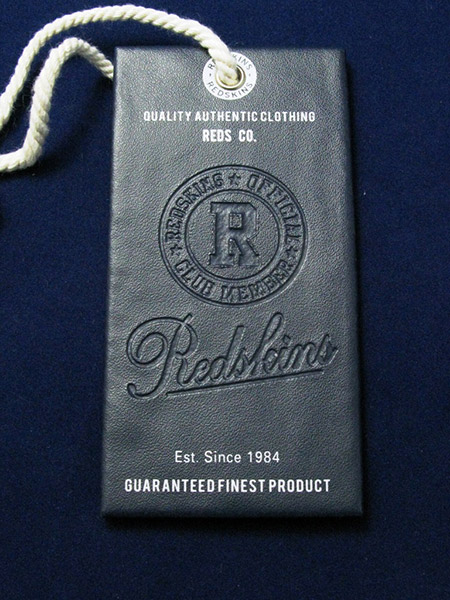 REDSKINS
REDSKINS
QUALITY AUTHENTIC CLOTHING
REDS CO.
REDSKINS ★ OFFICIAL ★ CLUB MEMBER
R
Redskins
Est. Since 1984
GUARANTEED FINEST PRODUCT